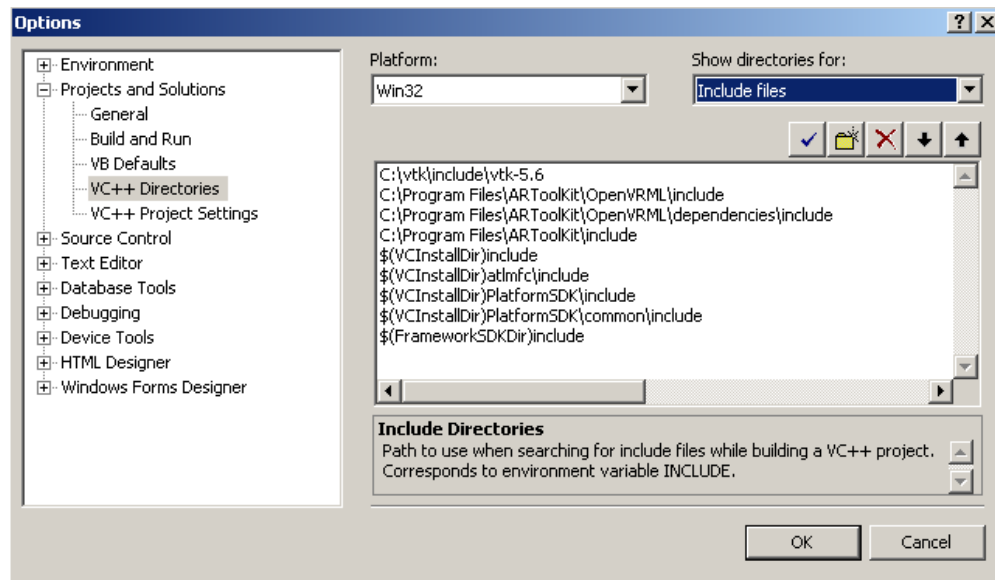 Options
Environment
Projects and Solutions
General
Build and Run
VB Defaults
VC++ Directories
VC++ Project Settings
Source Control
Text Editor
Database Tools
Debugging
Device Tools
HTML Designer
Windows Forms Designer
Platform:
Win32
Show directories for:
Include files
C:\vtk\include\vtk-5.6
C:\Program Files\ARToolKit\OpenVRML\include
C:\Program Files\ARToolKit\OpenVRML\dependencies\include
C:\Program Files\ARToolKit\include
$(VCInstallDir)include
$(VCInstallDir)atlmfc\include
$(VCInstallDir)PlatformSDK\include
$(VCInstallDir)PlatformSDK\common\include
$(FrameworkSDKDir)include
Include Directories
Path to use when searching for include files while building a VC++ project.
Corresponds to environment variable INCLUDE.
OK
Cancel